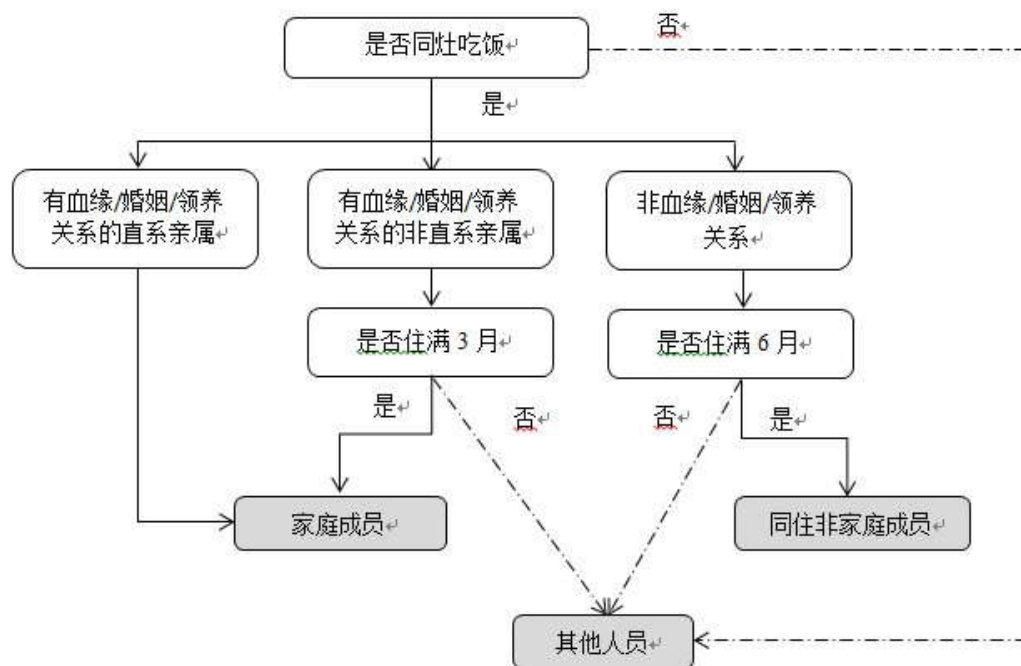 是否同灶吃饭↵
否↵
是↵
有血缘/婚姻/领养
关系的直系亲属↵
有血缘/婚姻/领养
关系的非直系亲属↵
非血缘/婚姻/领养
关系↵
是否住满 3 月↵
是否住满 6 月↵
是↵
否↵
否↵
是↵
家庭成员↵
同住非家庭成员↵
其他人员↵